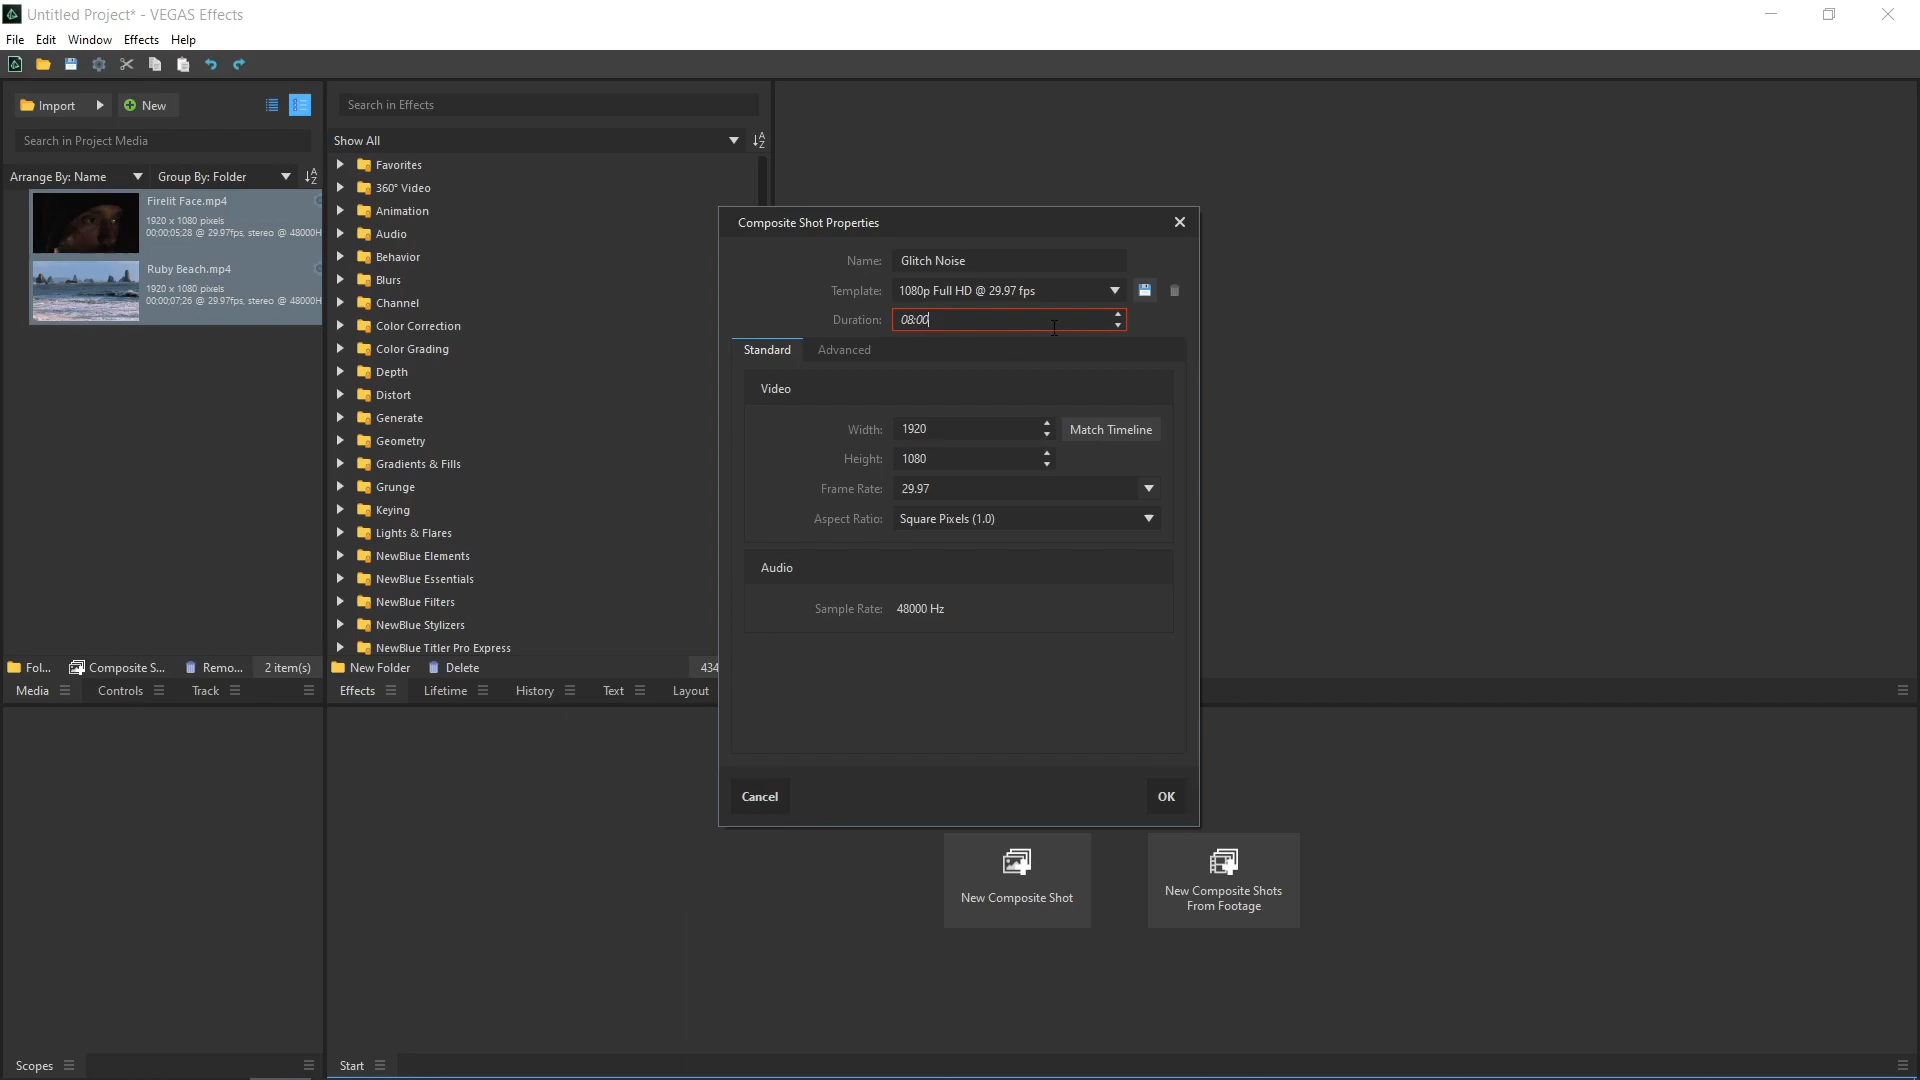 Untitled Project* - VEGAS Effects
File Edit Window Effects Help
Import New
Search in Project Media
Arrange By: Name Group By: Folder
Firelit Face.mp4
1920 x 1080 pixels
00;00;05;28 @ 29.97fps, stereo @ 48000H
Ruby Beach.mp4
1920 x 1080 pixels
00;00;07;26 @ 29.97fps, stereo @ 48000H
Fol... Composite S... Remo... 2 item(s)
Media Controls Track
Search in Effects
Show All
Favorites
360° Video
Animation
Audio
Behavior
Blurs
Channel
Color Correction
Color Grading
Depth
Distort
Generate
Geometry
Gradients & Fills
Grunge
Keying
Lights & Flares
NewBlue Elements
NewBlue Essentials
NewBlue Filters
NewBlue Stylizers
NewBlue Titler Pro Express
New Folder Delete 434
Effects Lifetime History Text Layout
Composite Shot Properties
Name: Glitch Noise
Template: 1080p Full HD @ 29.97 fps
Duration: 08:00
Standard Advanced
Video
Width: 1920 Match Timeline
Height: 1080
Frame Rate: 29.97
Aspect Ratio: Square Pixels (1.0)
Audio
Sample Rate: 48000 Hz
Cancel OK
New Composite Shot
New Composite Shots
From Footage
Scopes Start